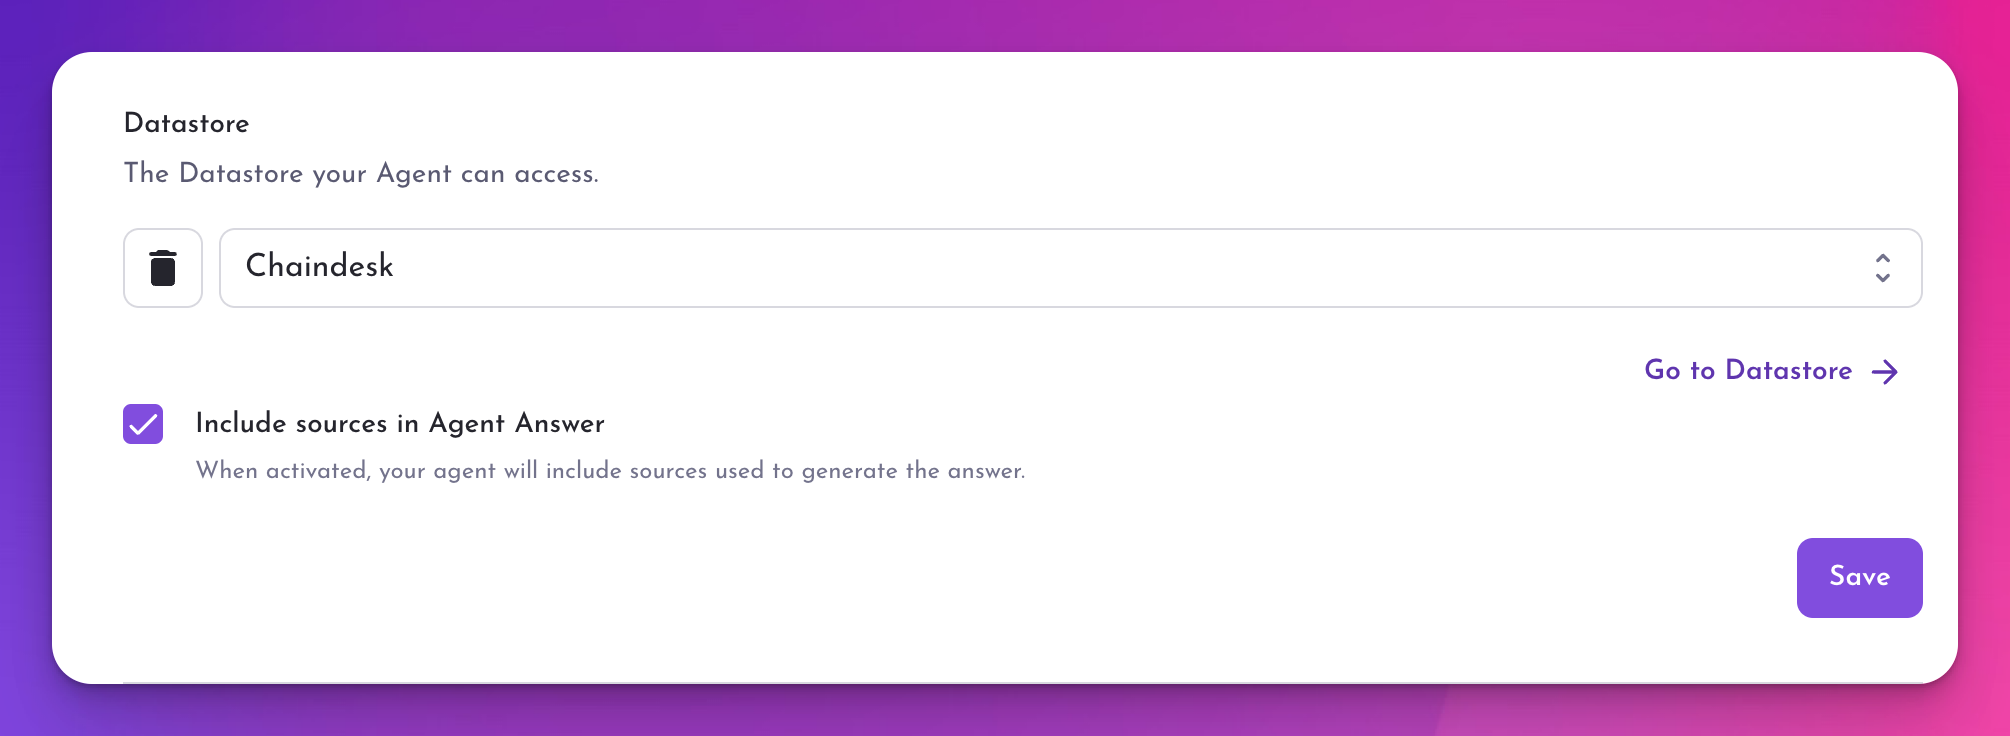 Datastore
The Datastore your Agent can access.
Chaindesk
Go to Datastore
Include sources in Agent Answer
When activated, your agent will include sources used to generate the answer.
Save